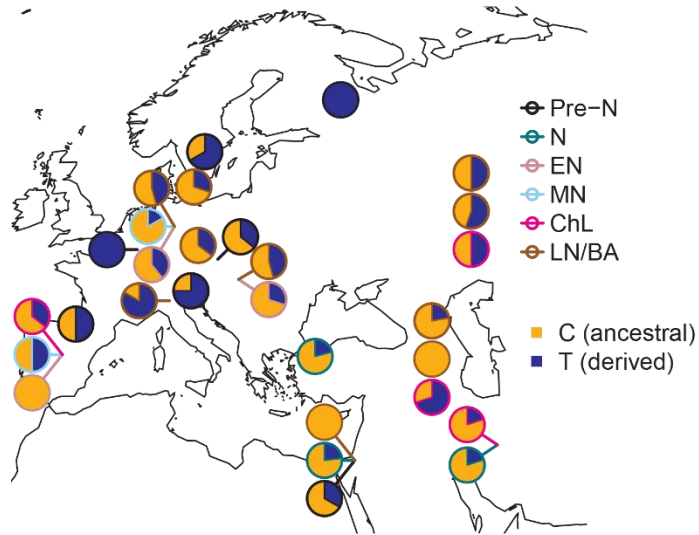 Pre−N
N
EN
MN
ChL
LN/BA
C (ancestral)
T (derived)